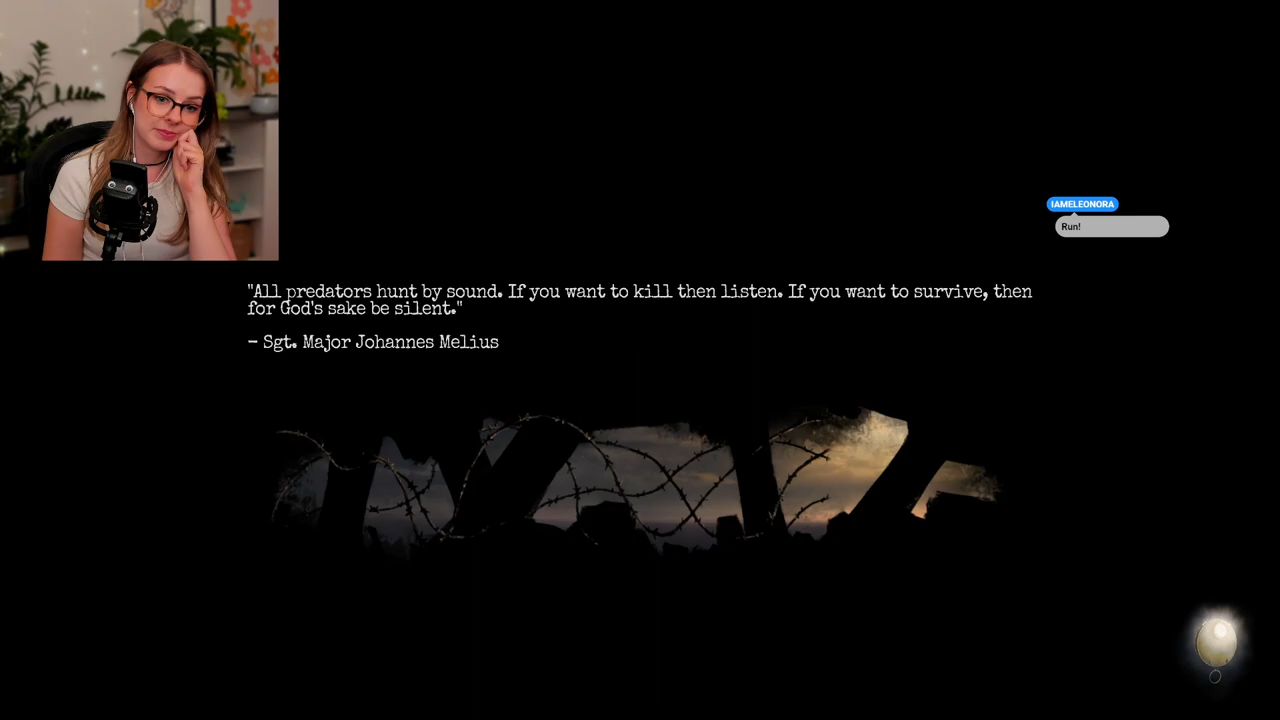 IAMELEONORA
Run!
"All predators hunt by sound. If you want to kill then listen. If you want to survive, then
for God's sake be silent."
- Sgt. Major Johannes Melius